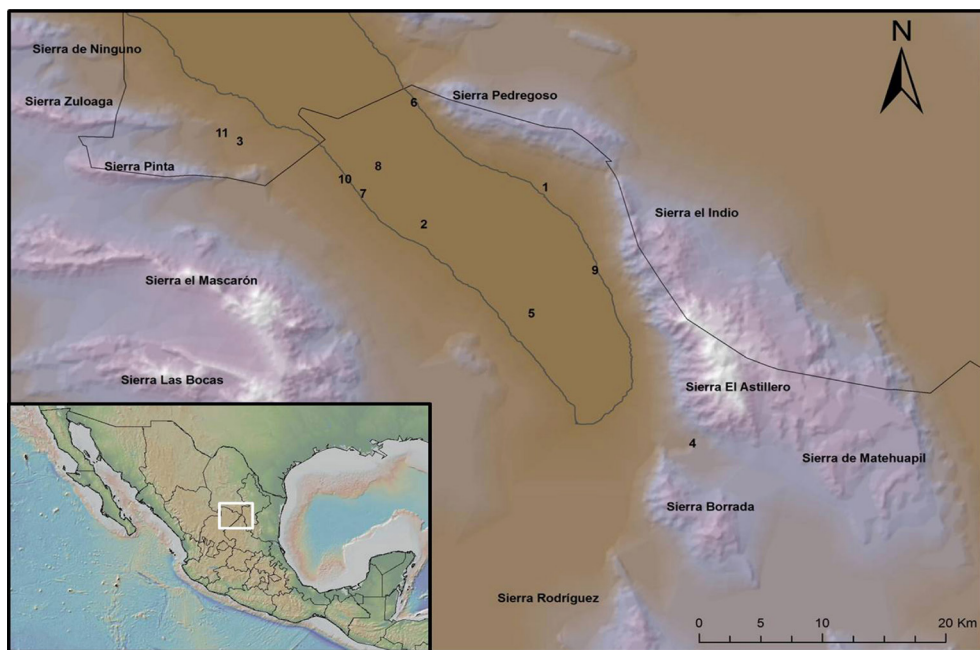 N
Sierra de Ninguno
Sierra Zuloaga
Sierra Pedregoso
6
11
3
Sierra Pinta
8
10
7
1
2
Sierra el Indio
Sierra el Mascarón
9
5
Sierra Las Bocas
Sierra El Astillero
4
Sierra de Matehuapil
Sierra Borrada
Sierra Rodríguez
0 5 10 20 Km